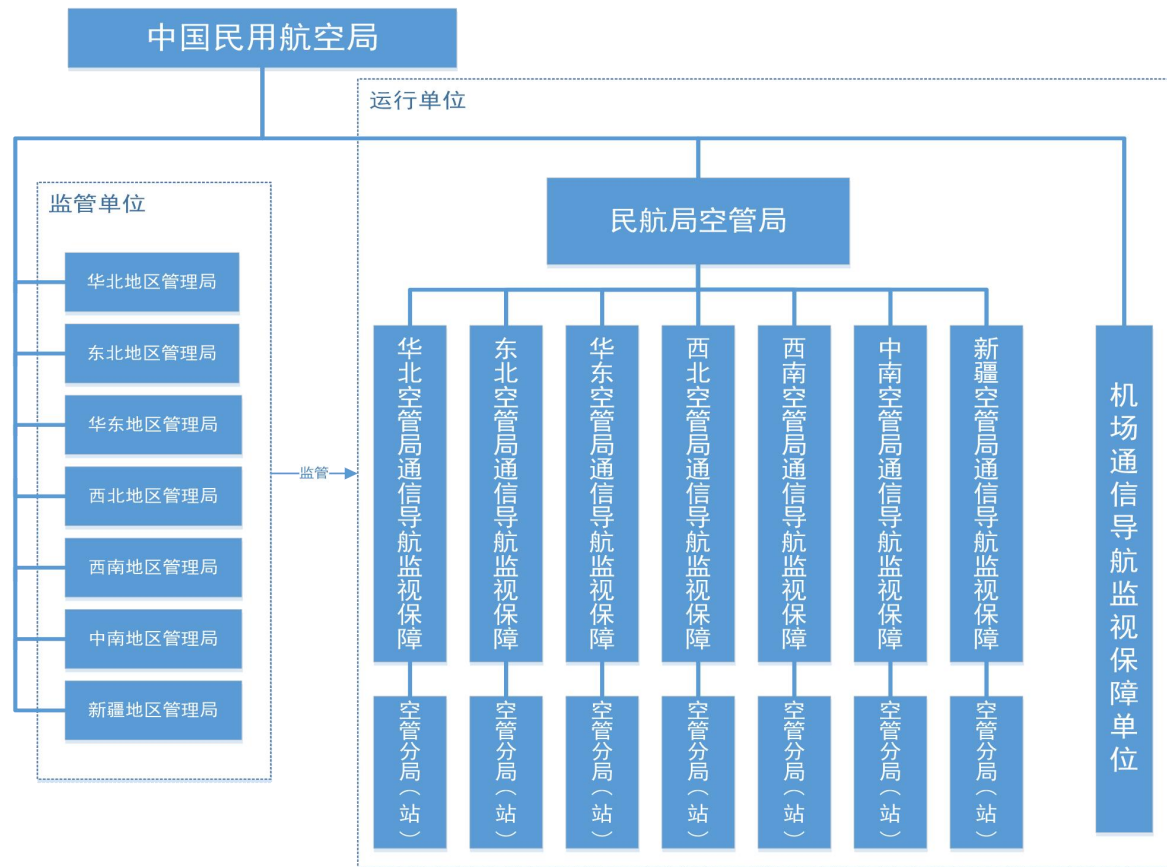 中国民用航空局
运行单位
监管单位
民航局空管局
华北地区管理局
东北地区管理局
华东地区管理局
西北地区管理局
西南地区管理局
中南地区管理局
新疆地区管理局
监管
华北空管局通信导航监视保障
东北空管局通信导航监视保障
华东空管局通信导航监视保障
西北空管局通信导航监视保障
西南空管局通信导航监视保障
中南空管局通信导航监视保障
新疆空管局通信导航监视保障
机场通信导航监视保障单位
空管分局（站）
空管分局（站）
空管分局（站）
空管分局（站）
空管分局（站）
空管分局（站）
空管分局（站）